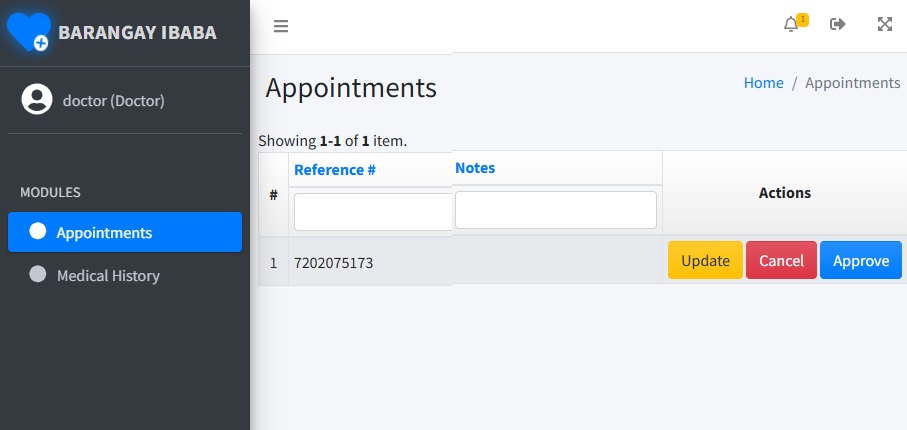 BARANGAY IBABA
1
doctor (Doctor)
MODULES
Appointments
Medical History
Appointments
Home / Appointments
Showing 1-1 of 1 item.
# Reference # Notes Actions
1 7202075173 Update Cancel Approve